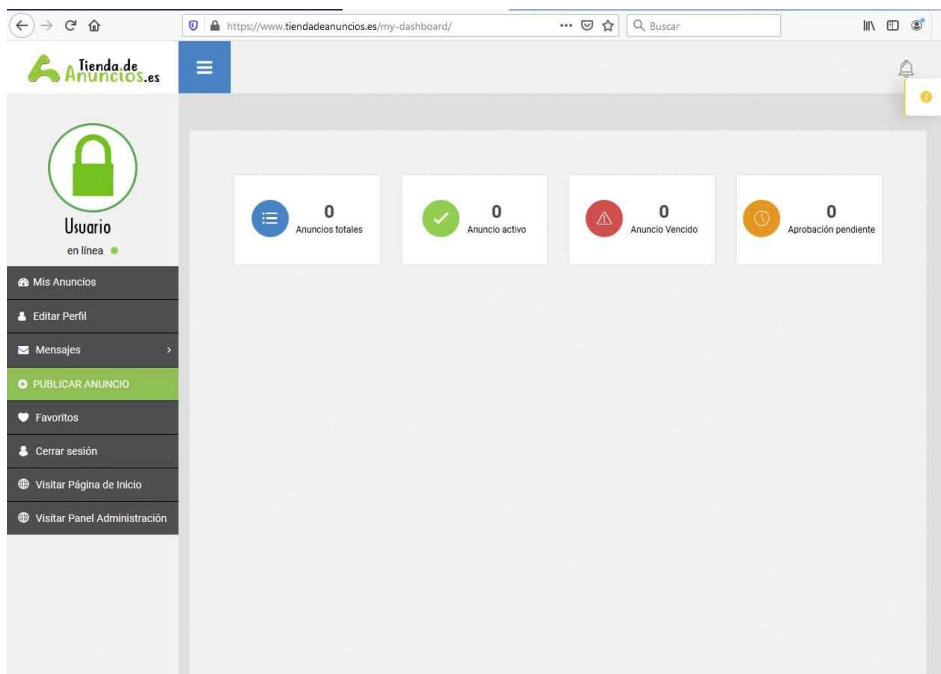 https://www.tiendadeanuncios.es/my-dashboard/
Buscar
Tienda de
Anuncios.es
Usuario
en línea
Mis Anuncios
Editar Perfil
Mensajes
PUBLICAR ANUNCIO
Favoritos
Cerrar sesión
Visitar Página de Inicio
Visitar Panel Administración
0
Anuncios totales
0
Anuncio activo
0
Anuncio Vencido
0
Aprobación pendiente